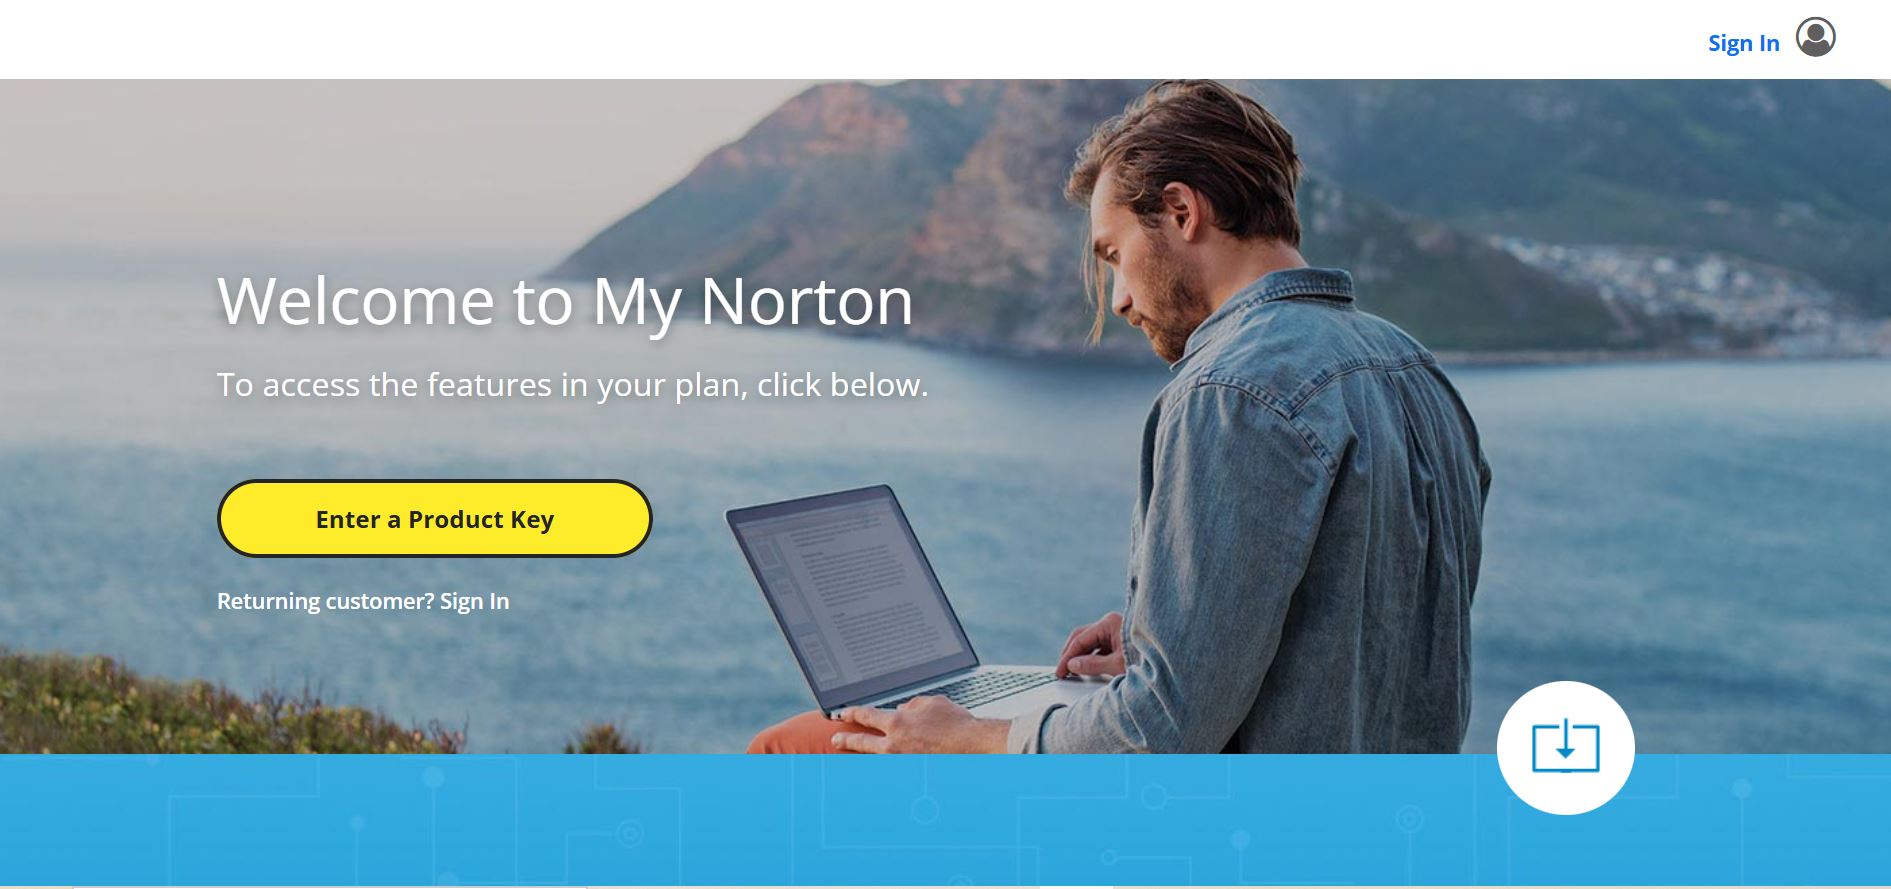 Sign In
Welcome to My Norton
To access the features in your plan, click below.
Enter a Product Key
Returning customer? Sign In